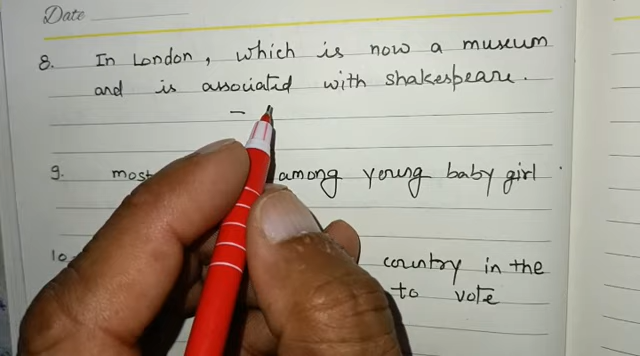 Date
8. In London, which is now a museum
and is associated with Shakespeare.
-
9. most among young baby girl.
10. country in the
to vote